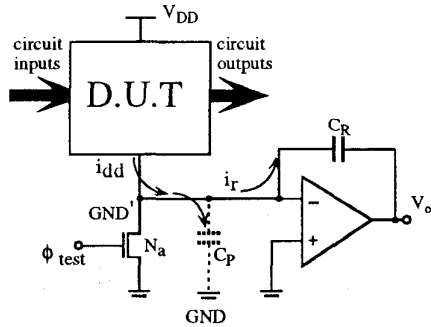 V_DD
circuit inputs
circuit outputs
D.U.T
i_dd
i_r
C_R
GND'
N_a
C_P
−
+
V_o
ϕ_test
GND